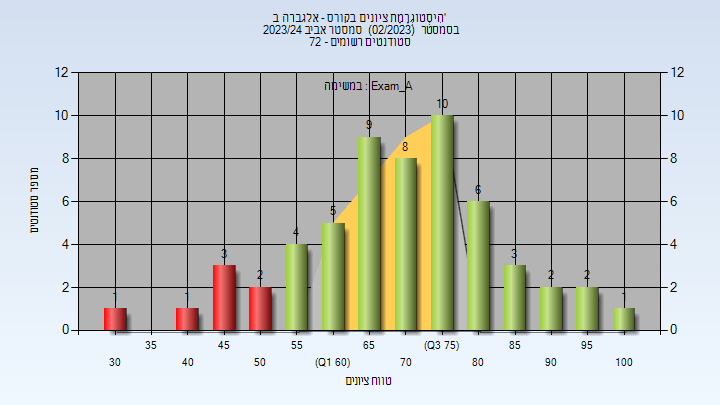 'היסטוגרמת ציונים בקורס - אלגברה ב
בסמסטר (02/2023) סמסטר אביב 2023/24
סטודנטים רשומים - 72
במשימה : Exam_A
מספר סטודנטים
12 12
10 10
8 8
6 6
4 4
2 2
0 0
1 1 3 2 4 5 9 8 10 6 3 2 2 1
35 45 55 65 (Q3 75) 85 95
30 40 50 (Q1 60) 70 80 90 100
טווח ציונים